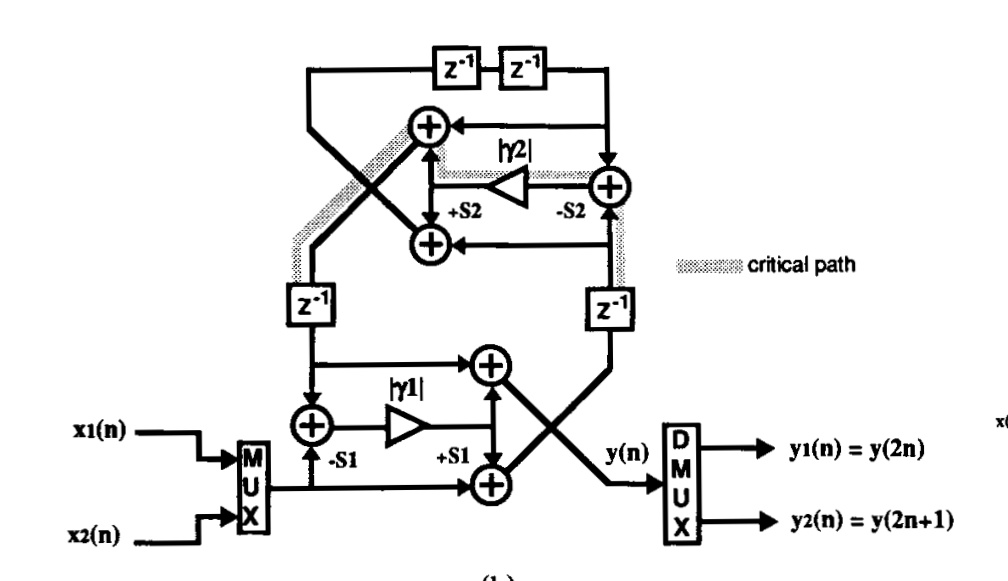 z⁻¹ z⁻¹
+
|γ2|
+
+S2 -S2
+
critical path
z⁻¹ z⁻¹
+
|γ1|
x1(n)
+
-S1 +S1
M
U
X
+
x2(n)
y(n)
D
M
U
X
y1(n) = y(2n)
y2(n) = y(2n+1)
x(